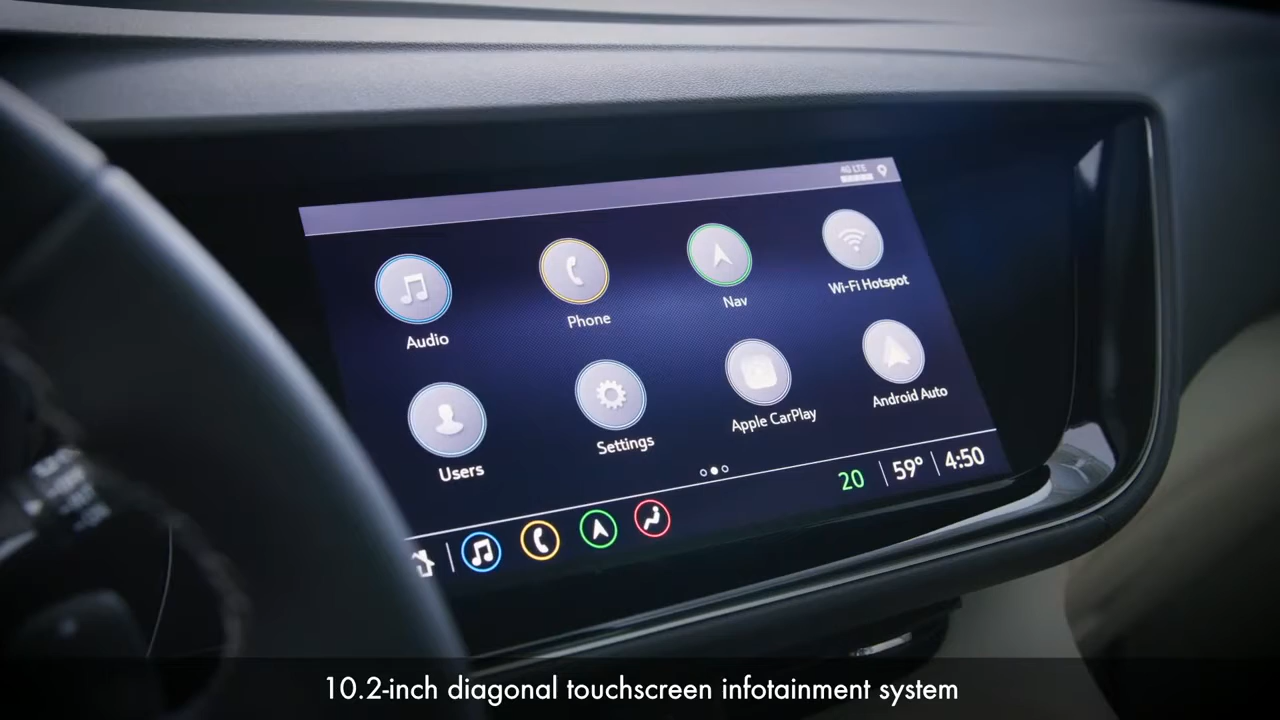 4G LTE
Audio
Phone
Nav
Wi-Fi Hotspot
Users
Settings
Apple CarPlay
Android Auto
20 59° 4:50
10.2-inch diagonal touchscreen infotainment system